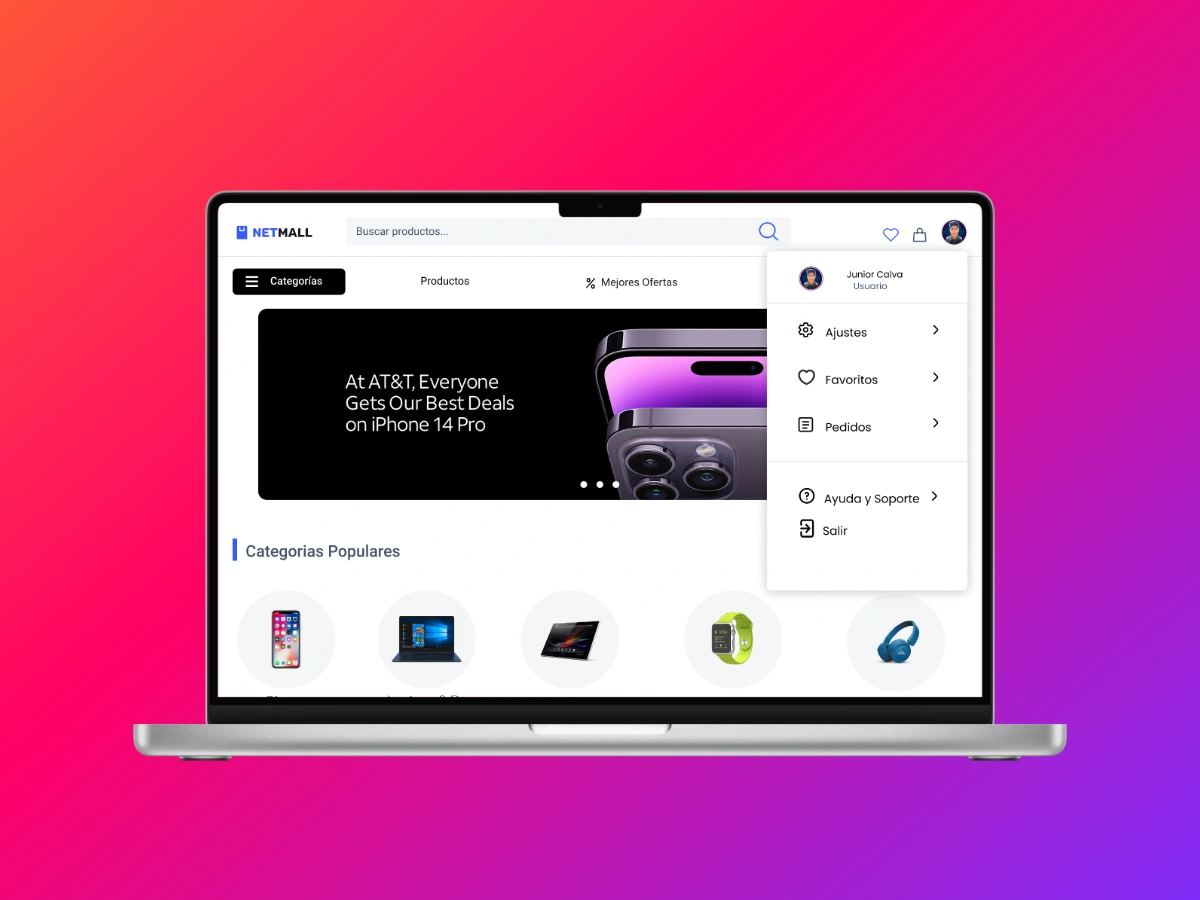 NETMALL
Buscar productos...
Categorías
Productos
Mejores Ofertas
Junior Calva
Usuario
Ajustes
Favoritos
Pedidos
Ayuda y Soporte
Salir
At AT&T, Everyone
Gets Our Best Deals
on iPhone 14 Pro
Categorias Populares